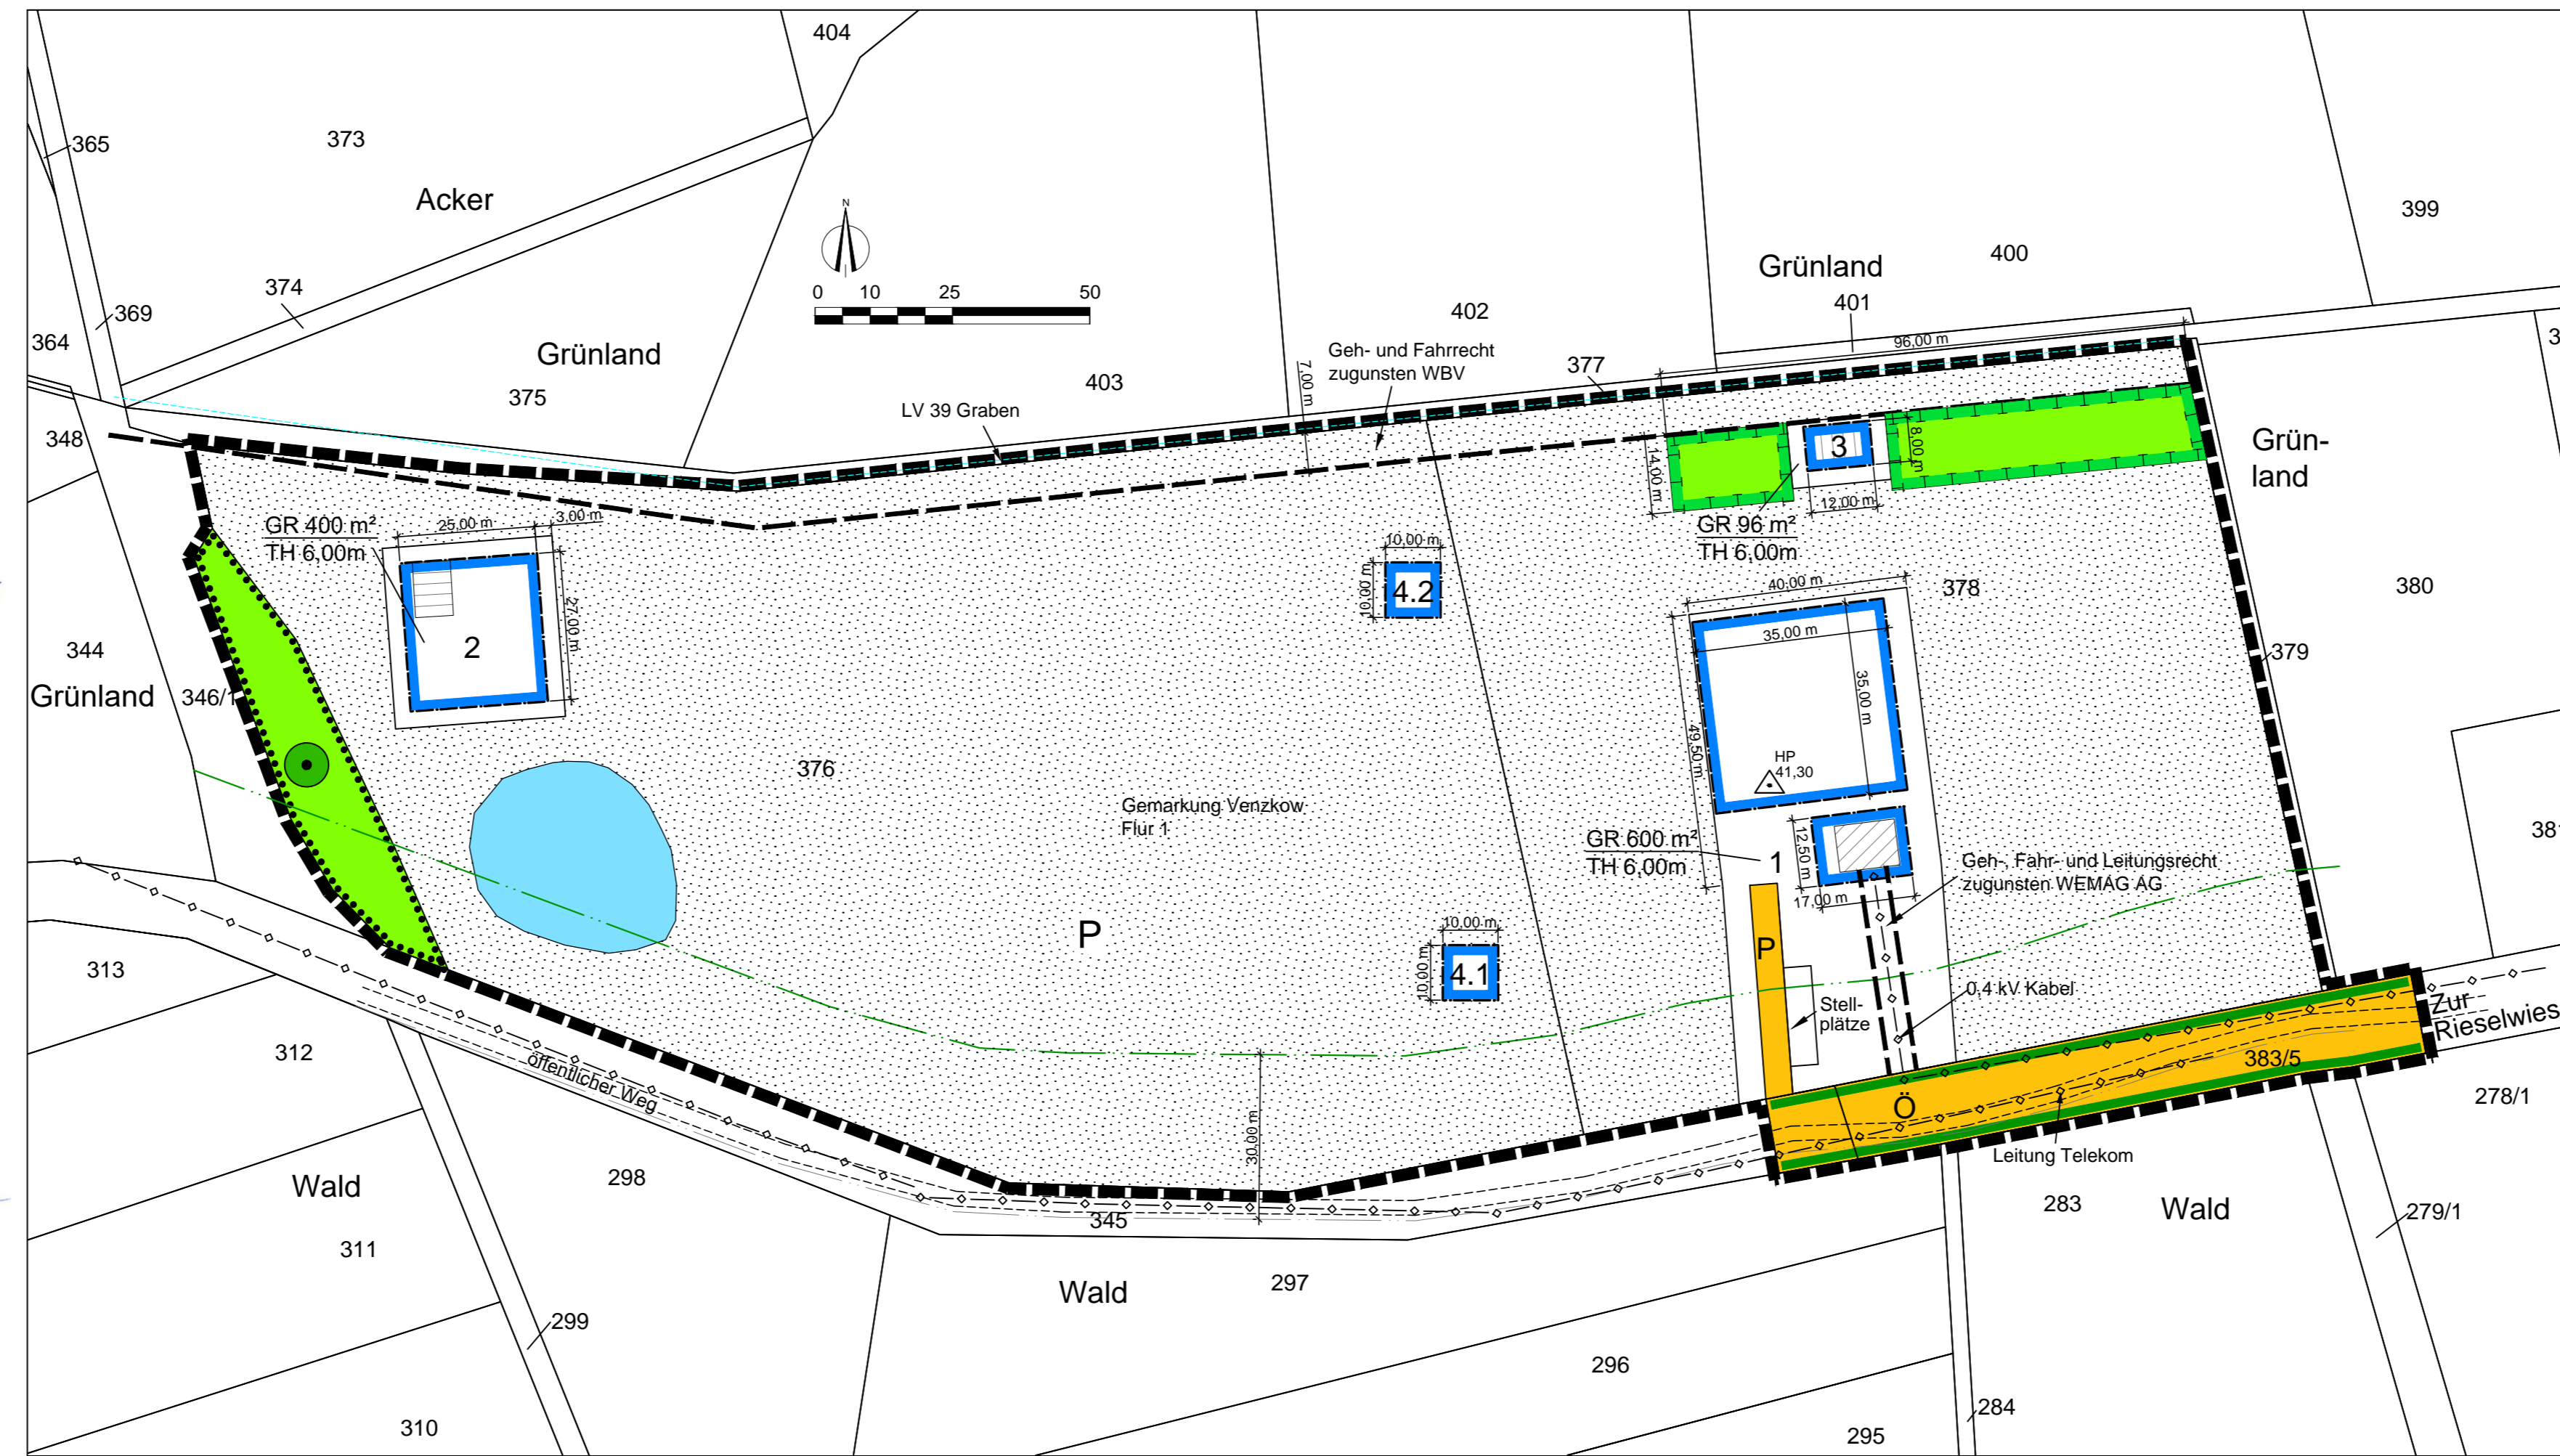 404
365
373
Acker
399
N
Grünland
400
374
369
0 10 25 50
401
402
364
96,00 m
Geh- und Fahrrecht
zugunsten WBV
377
Grünland
7,00 m
403
375
LV 39 Graben
348
Grün-
land
3
8,00 m
14,00 m
12,00 m
GR 96 m²
TH 6,00m
GR 400 m²
TH 6,00m
25,00 m
3,00 m
27,00 m
2
10,00 m
10,00 m
4.2
40,00 m
378
380
35,00 m
35,00 m
49,50 m
379
344
Grünland
346/1
376
HP
41,30
Gemarkung Venzkow
Flur 1
GR 600 m²
TH 6,00m
1
12,50 m
17,00 m
Geh-, Fahr- und Leitungsrecht
zugunsten WEMAG AG
381
P
P
10,00 m
10,00 m
4.1
313
0,4 kV Kabel
Stell-
plätze
Zur
Rieselwies
312
öffentlicher Weg
383/5
Ö
278/1
30,00 m
Leitung Telekom
Wald
298
345
283
Wald
279/1
311
297
Wald
299
296
284
310
295